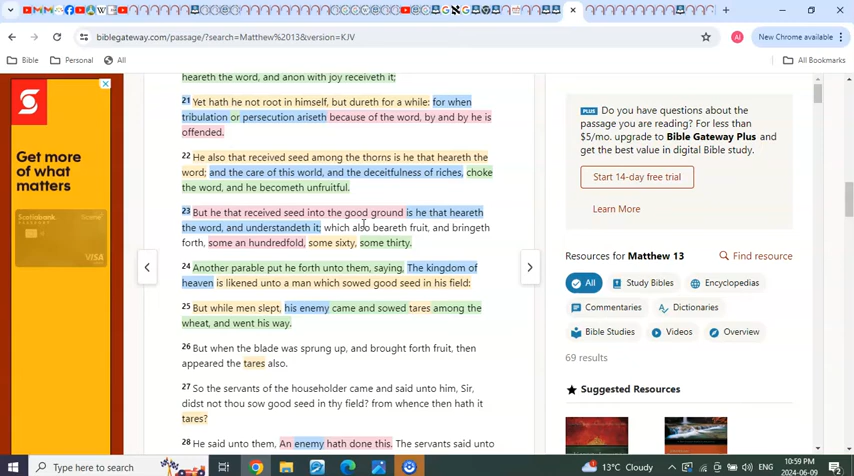 New Chrome available
biblegateway.com/passage/?search=Matthew%2013&version=KJV
AI
Bible
Personal
All
All Bookmarks
heareth the word, and anon with joy receiveth it;
21 Yet hath he not root in himself, but dureth for a while: for when
tribulation or persecution ariseth because of the word, by and by he is
offended.
22 He also that received seed among the thorns is he that heareth the
word; and the care of this world, and the deceitfulness of riches, choke
the word, and he becometh unfruitful.
23 But he that received seed into the good ground is he that heareth
the word, and understandeth it; which also beareth fruit, and bringeth
forth, some an hundredfold, some sixty, some thirty.
24 Another parable put he forth unto them, saying, The kingdom of
heaven is likened unto a man which sowed good seed in his field:
25 But while men slept, his enemy came and sowed tares among the
wheat, and went his way.
26 But when the blade was sprung up, and brought forth fruit, then
appeared the tares also.
27 So the servants of the householder came and said unto him, Sir,
didst not thou sow good seed in thy field? from whence then hath it
tares?
28 He said unto them, An enemy hath done this. The servants said unto
Get more
of what
matters
Scotiabank
VISA
PLUS Do you have questions about the
passage you are reading? For less than
$5/mo. upgrade to Bible Gateway Plus and
get the best value in digital Bible study.
Start 14-day free trial
Learn More
Resources for Matthew 13
Find resource
All
Study Bibles
Encyclopedias
Commentaries
Dictionaries
Bible Studies
Videos
Overview
69 results
Suggested Resources
Type here to search
13°C Cloudy
ENG
10:59 PM
2024-06-09